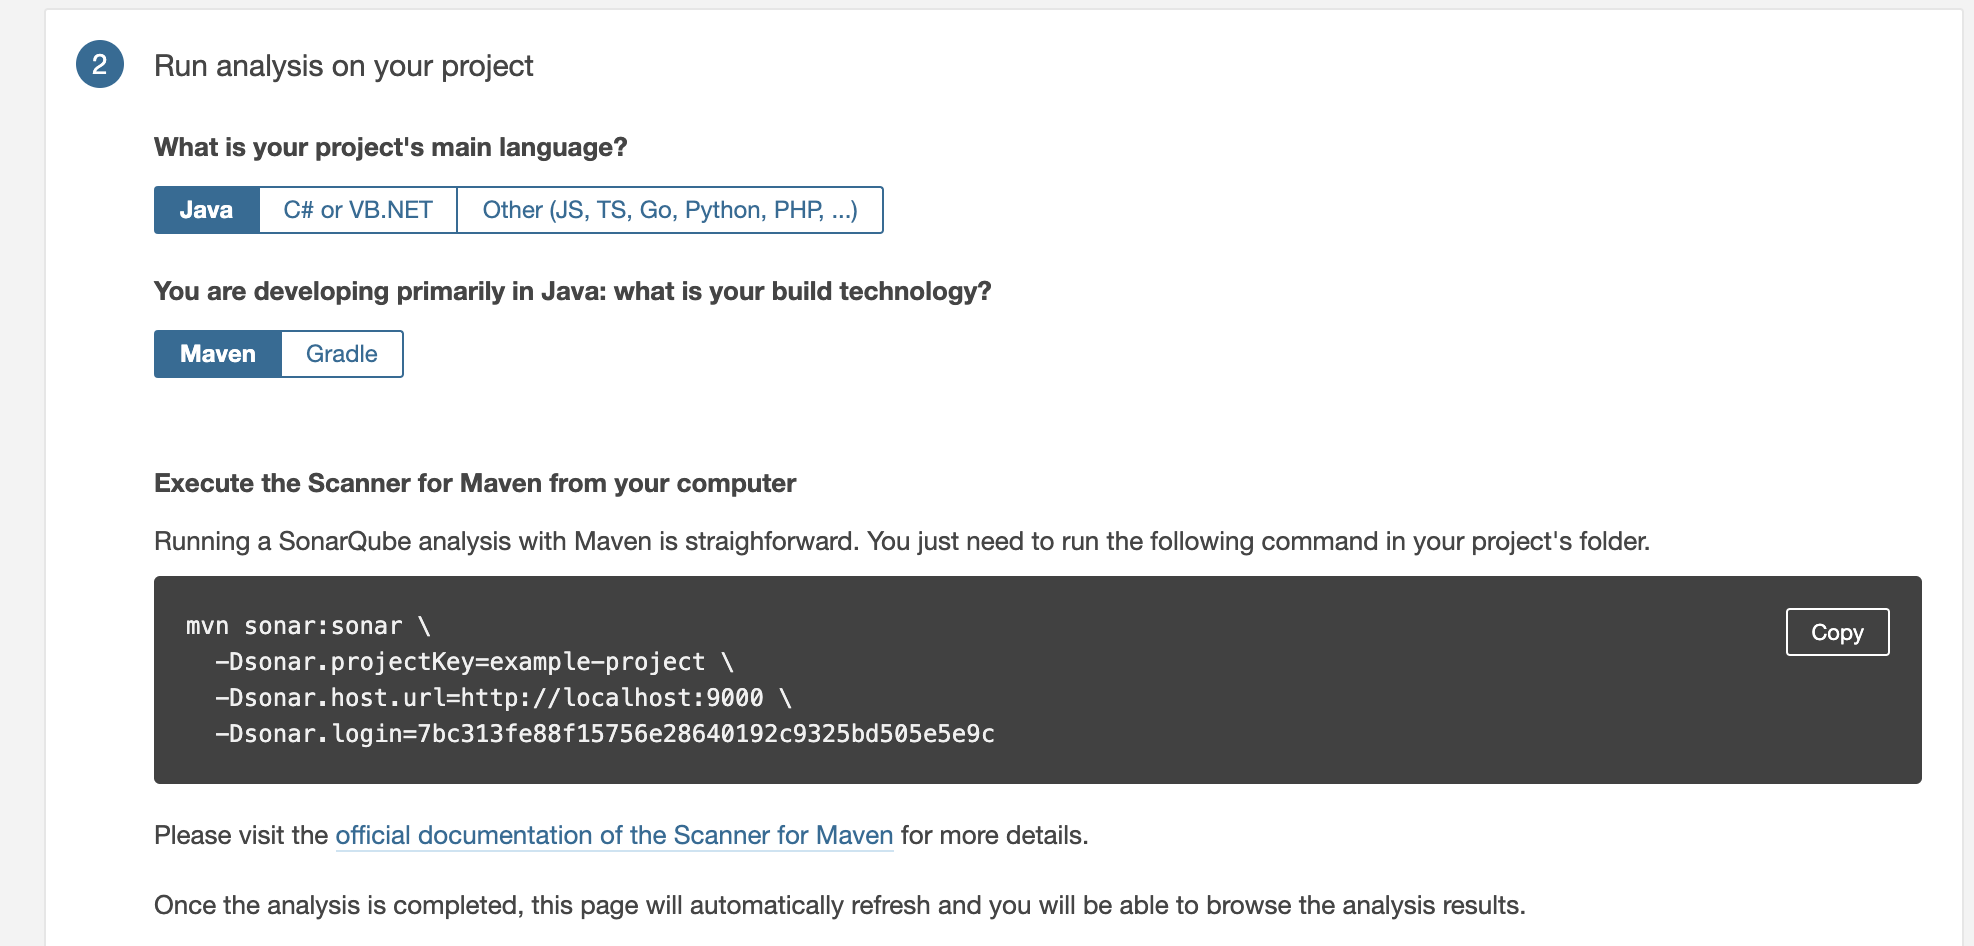 2
Run analysis on your project
What is your project's main language?
Java C# or VB.NET Other (JS, TS, Go, Python, PHP, ...)
You are developing primarily in Java: what is your build technology?
Maven Gradle
Execute the Scanner for Maven from your computer
Running a SonarQube analysis with Maven is straighforward. You just need to run the following command in your project's folder.
mvn sonar:sonar \
Copy
-Dsonar.projectKey=example-project \
-Dsonar.host.url=http://localhost:9000 \
-Dsonar.login=7bc313fe88f15756e28640192c9325bd505e5e9c
Please visit the official documentation of the Scanner for Maven for more details.
Once the analysis is completed, this page will automatically refresh and you will be able to browse the analysis results.